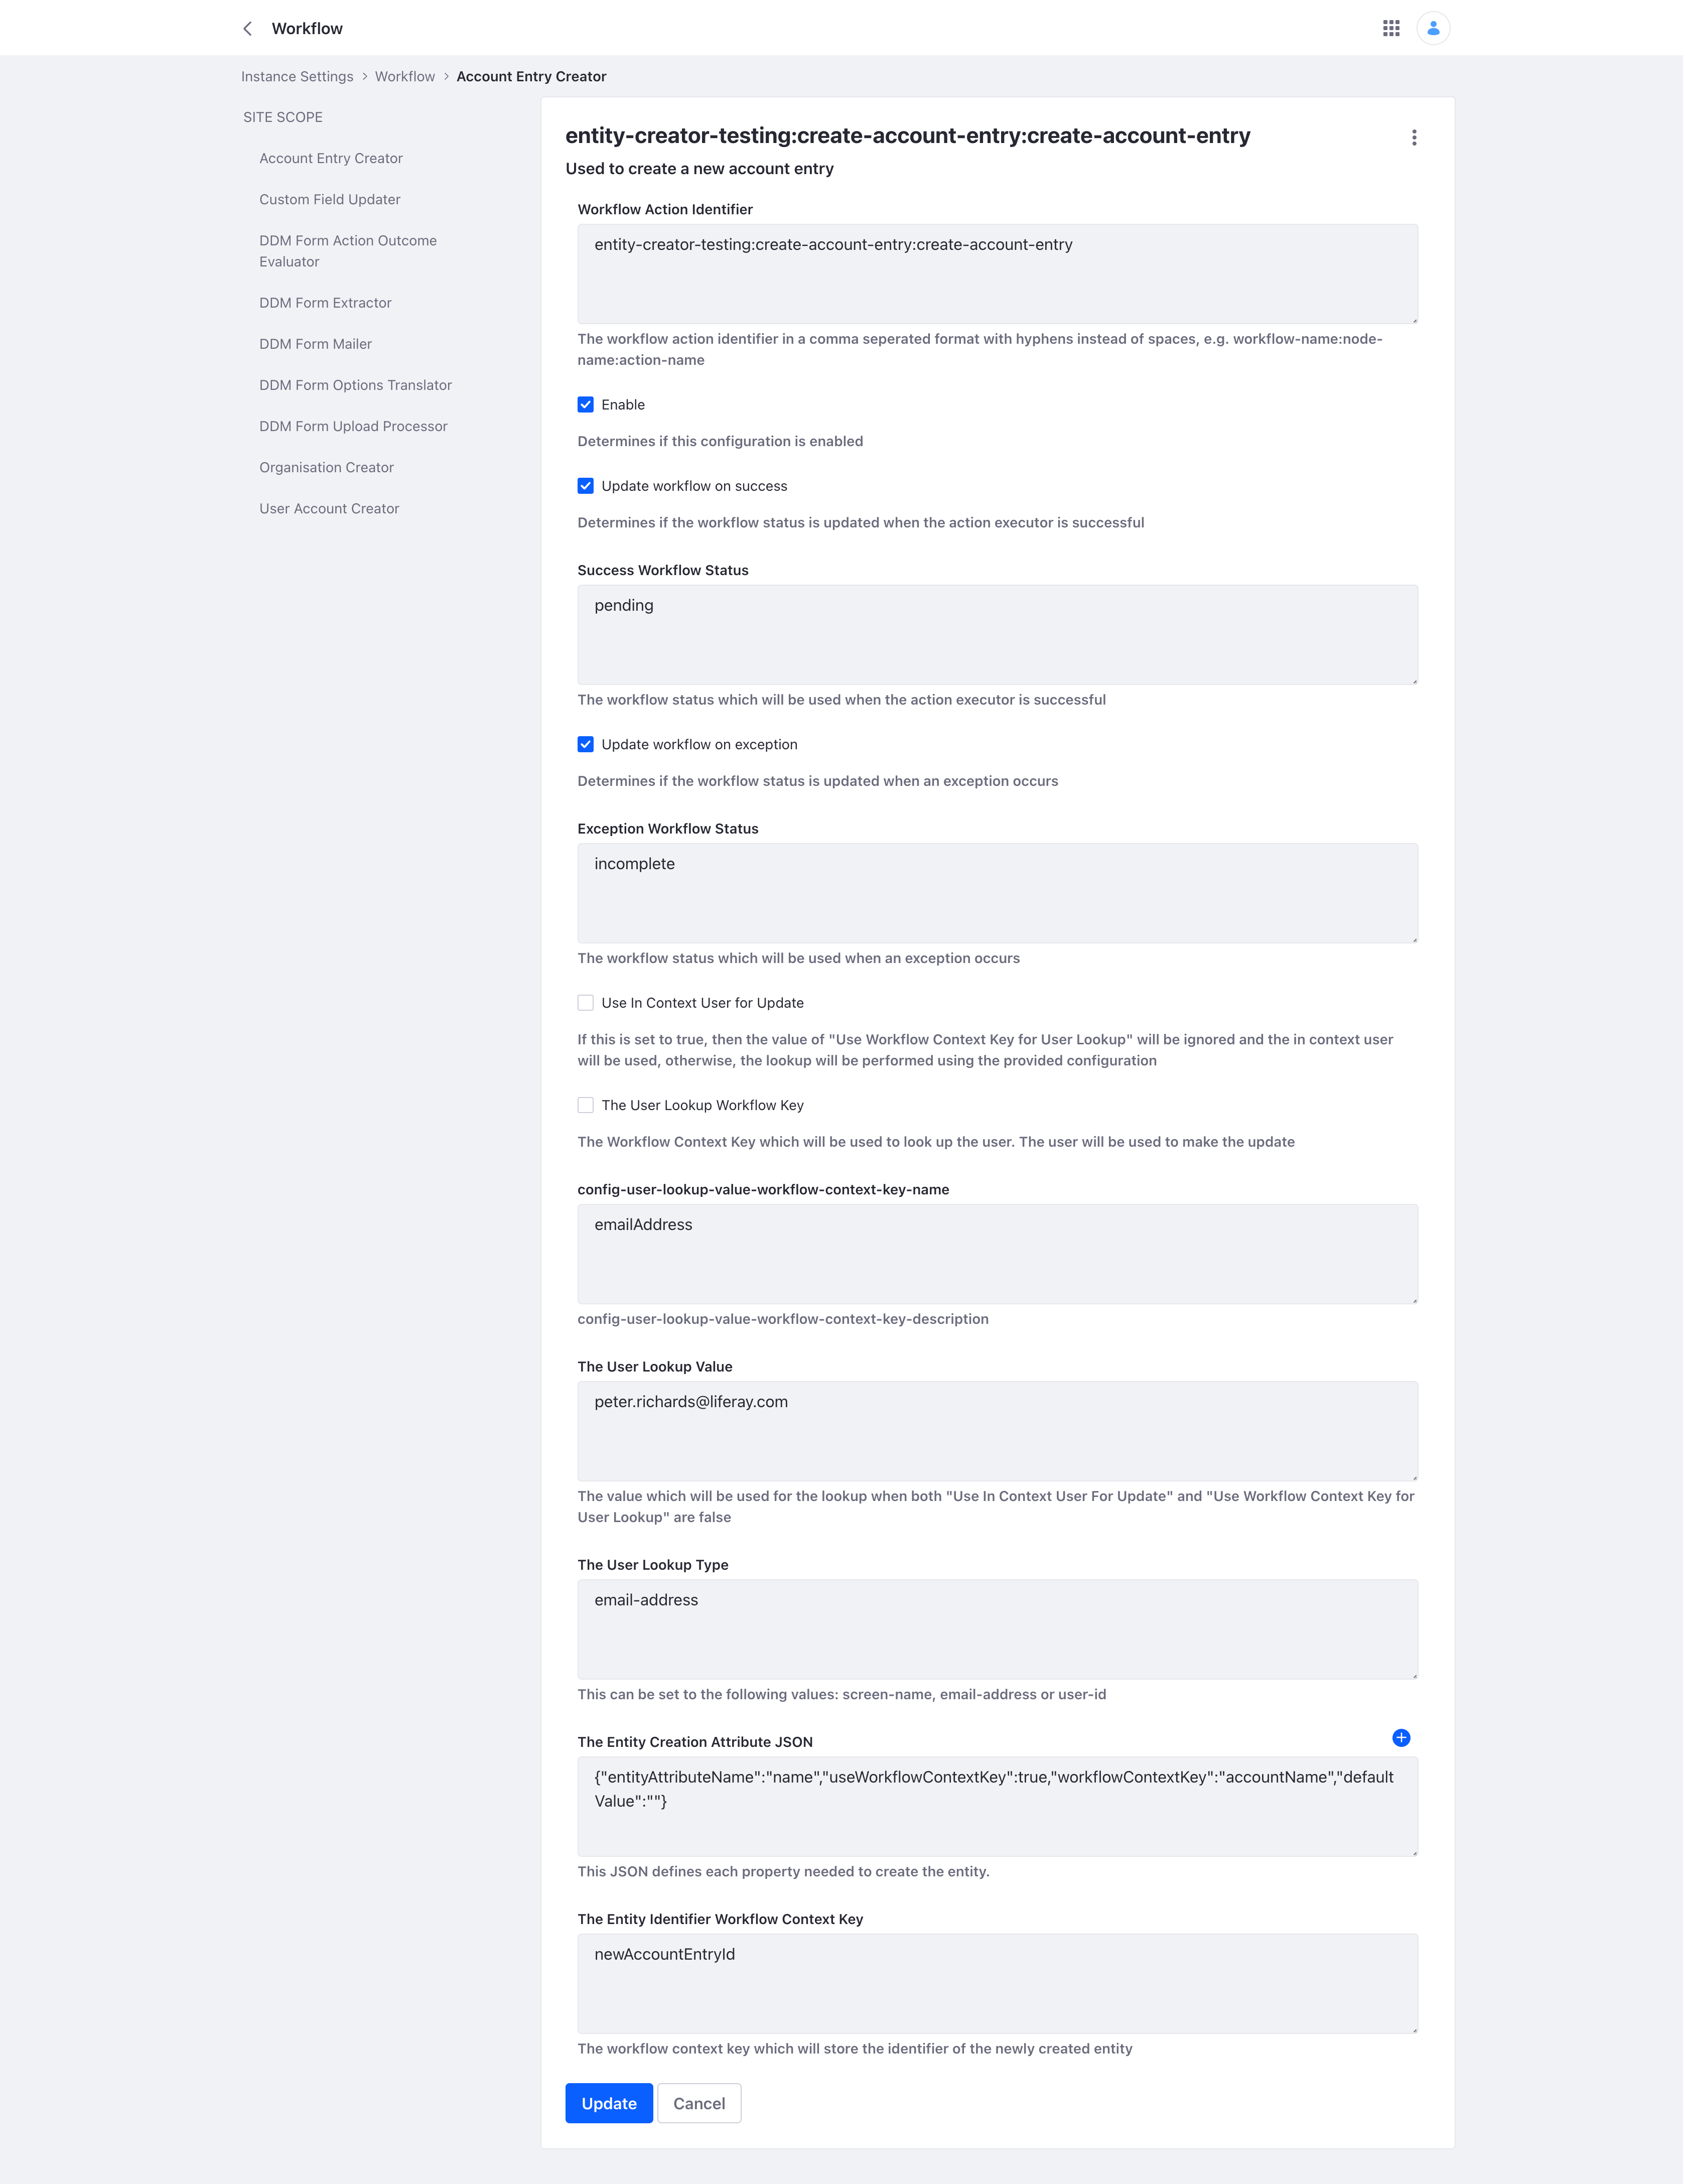 Workflow
Instance Settings > Workflow > Account Entry Creator
SITE SCOPE
Account Entry Creator
Custom Field Updater
DDM Form Action Outcome
Evaluator
DDM Form Extractor
DDM Form Mailer
DDM Form Options Translator
DDM Form Upload Processor
Organisation Creator
User Account Creator
entity-creator-testing:create-account-entry:create-account-entry
Used to create a new account entry
Workflow Action Identifier
entity-creator-testing:create-account-entry:create-account-entry
The workflow action identifier in a comma seperated format with hyphens instead of spaces, e.g. workflow-name:node-
name:action-name
Enable
Determines if this configuration is enabled
Update workflow on success
Determines if the workflow status is updated when the action executor is successful
Success Workflow Status
pending
The workflow status which will be used when the action executor is successful
Update workflow on exception
Determines if the workflow status is updated when an exception occurs
Exception Workflow Status
incomplete
The workflow status which will be used when an exception occurs
Use In Context User for Update
If this is set to true, then the value of "Use Workflow Context Key for User Lookup" will be ignored and the in context user
will be used, otherwise, the lookup will be performed using the provided configuration
The User Lookup Workflow Key
The Workflow Context Key which will be used to look up the user. The user will be used to make the update
config-user-lookup-value-workflow-context-key-name
emailAddress
config-user-lookup-value-workflow-context-key-description
The User Lookup Value
peter.richards@liferay.com
The value which will be used for the lookup when both "Use In Context User For Update" and "Use Workflow Context Key for
User Lookup" are false
The User Lookup Type
email-address
This can be set to the following values: screen-name, email-address or user-id
The Entity Creation Attribute JSON
{"entityAttributeName":"name","useWorkflowContextKey":true,"workflowContextKey":"accountName","default
Value":""}
This JSON defines each property needed to create the entity.
The Entity Identifier Workflow Context Key
newAccountEntryId
The workflow context key which will store the identifier of the newly created entity
Update Cancel